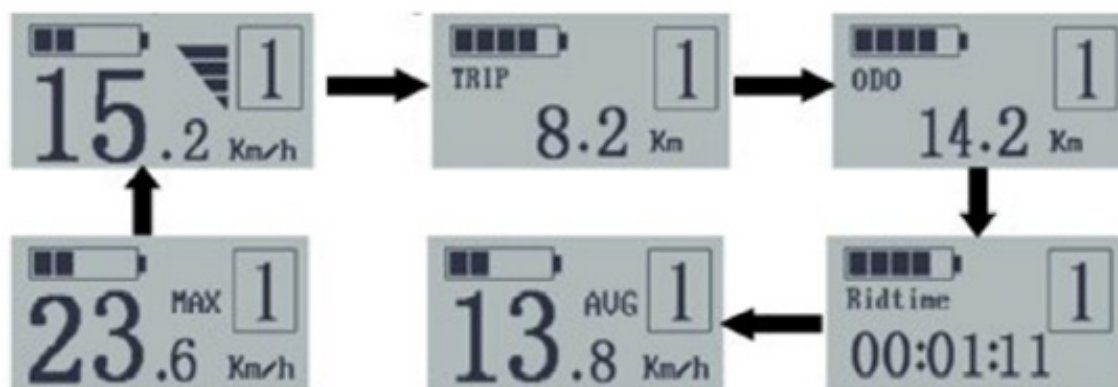 1
15.2 Km/h
TRIP
1
8.2 Km
ODO
1
14.2 Km
MAX
1
23.6 Km/h
AVG
1
13.8 Km/h
1
Ridtime
00:01:11